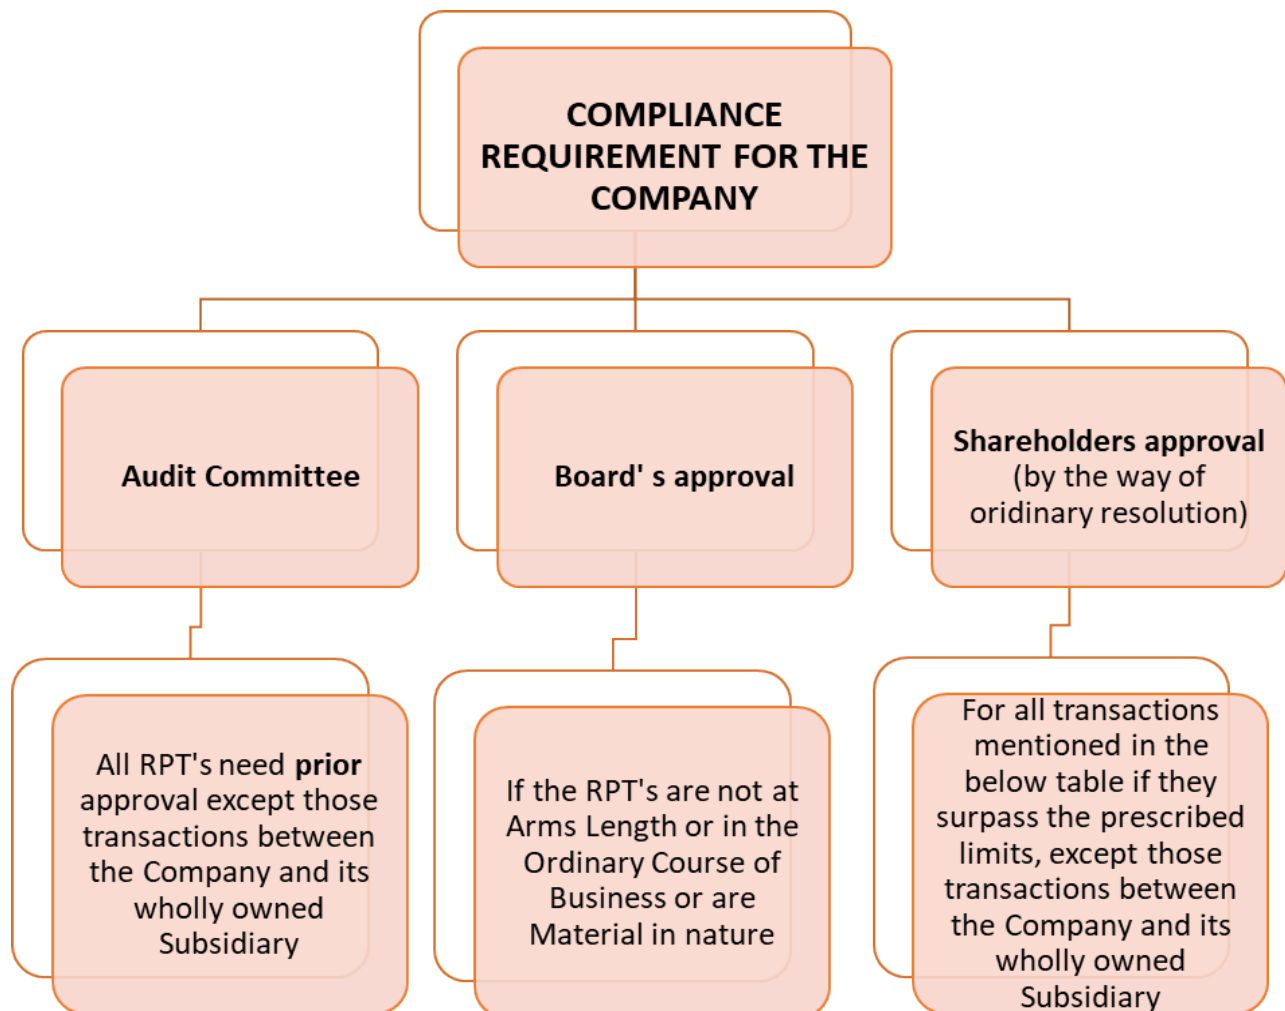 COMPLIANCE
REQUIREMENT FOR THE
COMPANY
Audit Committee
Board' s approval
Shareholders approval
(by the way of
oridinary resolution)
All RPT's need prior
approval except those
transactions between
the Company and its
wholly owned
Subsidiary
If the RPT's are not at
Arms Length or in the
Ordinary Course of
Business or are
Material in nature
For all transactions
mentioned in the
below table if they
surpass the prescribed
limits, except those
transactions between
the Company and its
wholly owned
Subsidiary